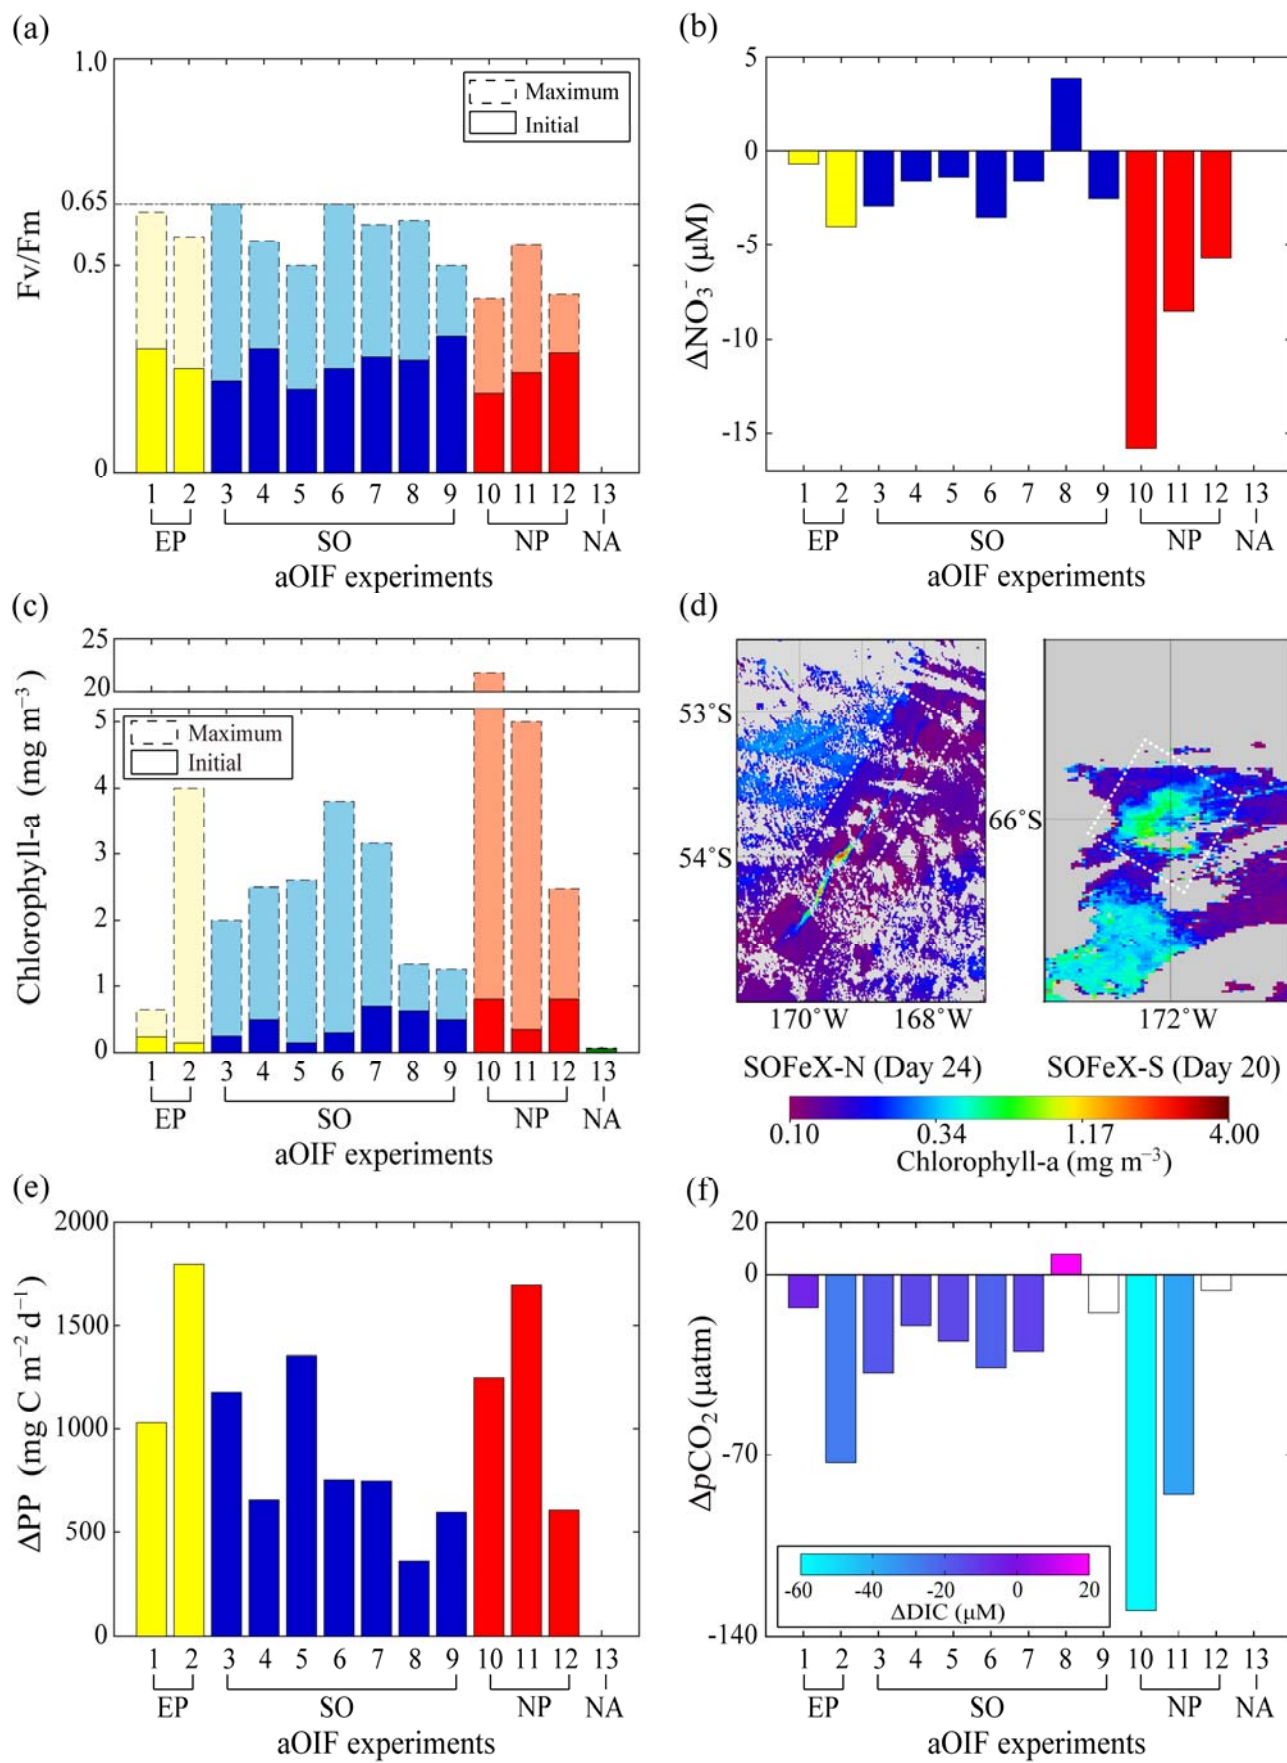 (a)
1.0
0.65
0.5
0
Fv/Fm
Maximum
Initial
1 2 3 4 5 6 7 8 9 10 11 12 13
EP SO NP NA
aOIF experiments
(b)
5
0
-5
-10
-15
ΔNO₃⁻ (μM)
1 2 3 4 5 6 7 8 9 10 11 12 13
EP SO NP NA
aOIF experiments
(c)
25
20
5
4
3
2
1
0
Chlorophyll-a (mg m⁻³)
Maximum
Initial
1 2 3 4 5 6 7 8 9 10 11 12 13
EP SO NP NA
aOIF experiments
(d)
53°S
54°S
170°W 168°W
SOFeX-N (Day 24)
66°S
172°W
SOFeX-S (Day 20)
0.10 0.34 1.17 4.00
Chlorophyll-a (mg m⁻³)
(e)
2000
1500
1000
500
0
ΔPP (mg C m⁻² d⁻¹)
1 2 3 4 5 6 7 8 9 10 11 12 13
EP SO NP NA
aOIF experiments
(f)
20
0
-70
-140
ΔpCO₂ (μatm)
-60 -40 -20 0 20
ΔDIC (μM)
1 2 3 4 5 6 7 8 9 10 11 12 13
EP SO NP NA
aOIF experiments